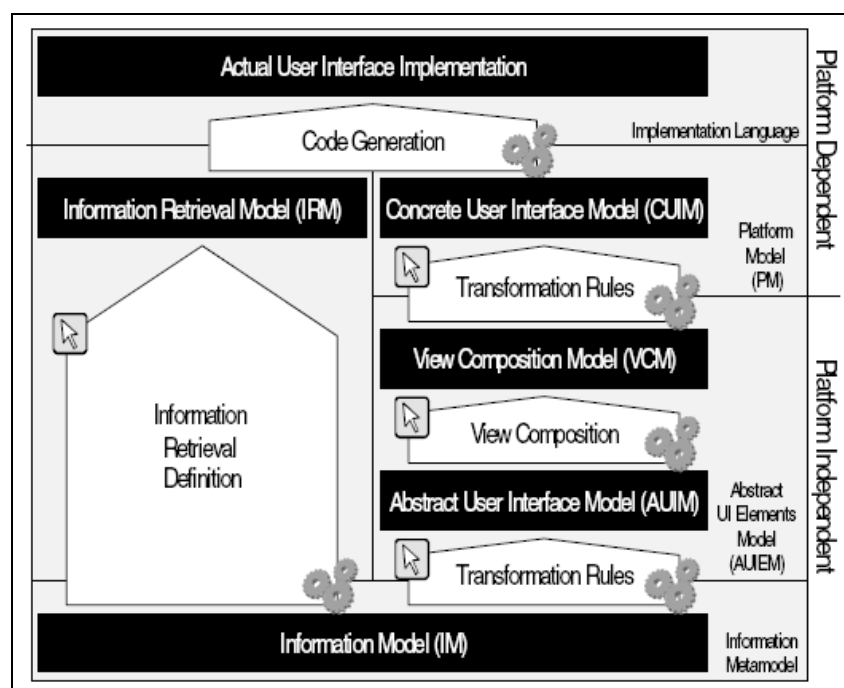 Actual User Interface Implementation
Code Generation
Implementation Language
Platform Dependent
Information Retrieval Model (IRM)
Concrete User Interface Model (CUIM)
Platform
Model
(PM)
Transformation Rules
View Composition Model (VCM)
Platform Independent
Information
Retrieval
Definition
View Composition
Abstract User Interface Model (AUIM)
Abstract
UI Elements
Model
(AUIEM)
Transformation Rules
Information Model (IM)
Information
Metamodel